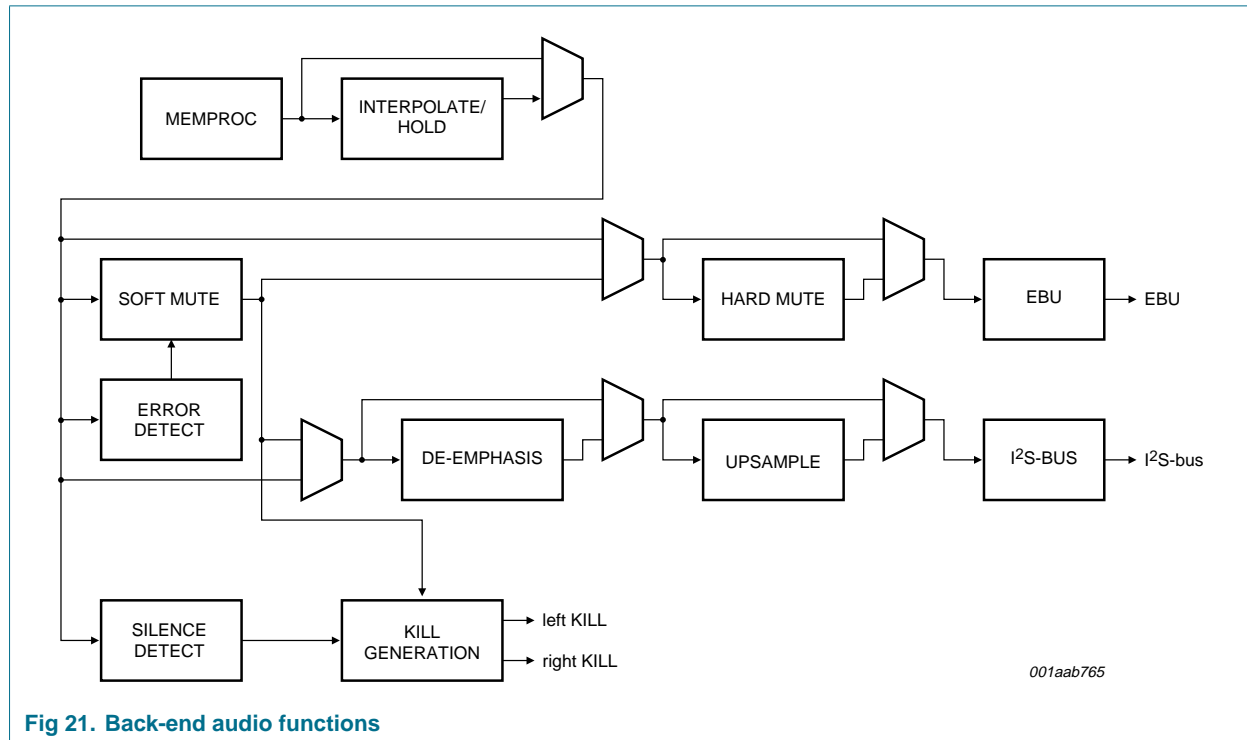 MEMPROC
INTERPOLATE/
HOLD
SOFT MUTE
HARD MUTE
EBU
EBU
ERROR
DETECT
DE-EMPHASIS
UPSAMPLE
I²S-BUS
I²S-bus
SILENCE
DETECT
KILL
GENERATION
left KILL
right KILL
001aab765
Fig 21. Back-end audio functions